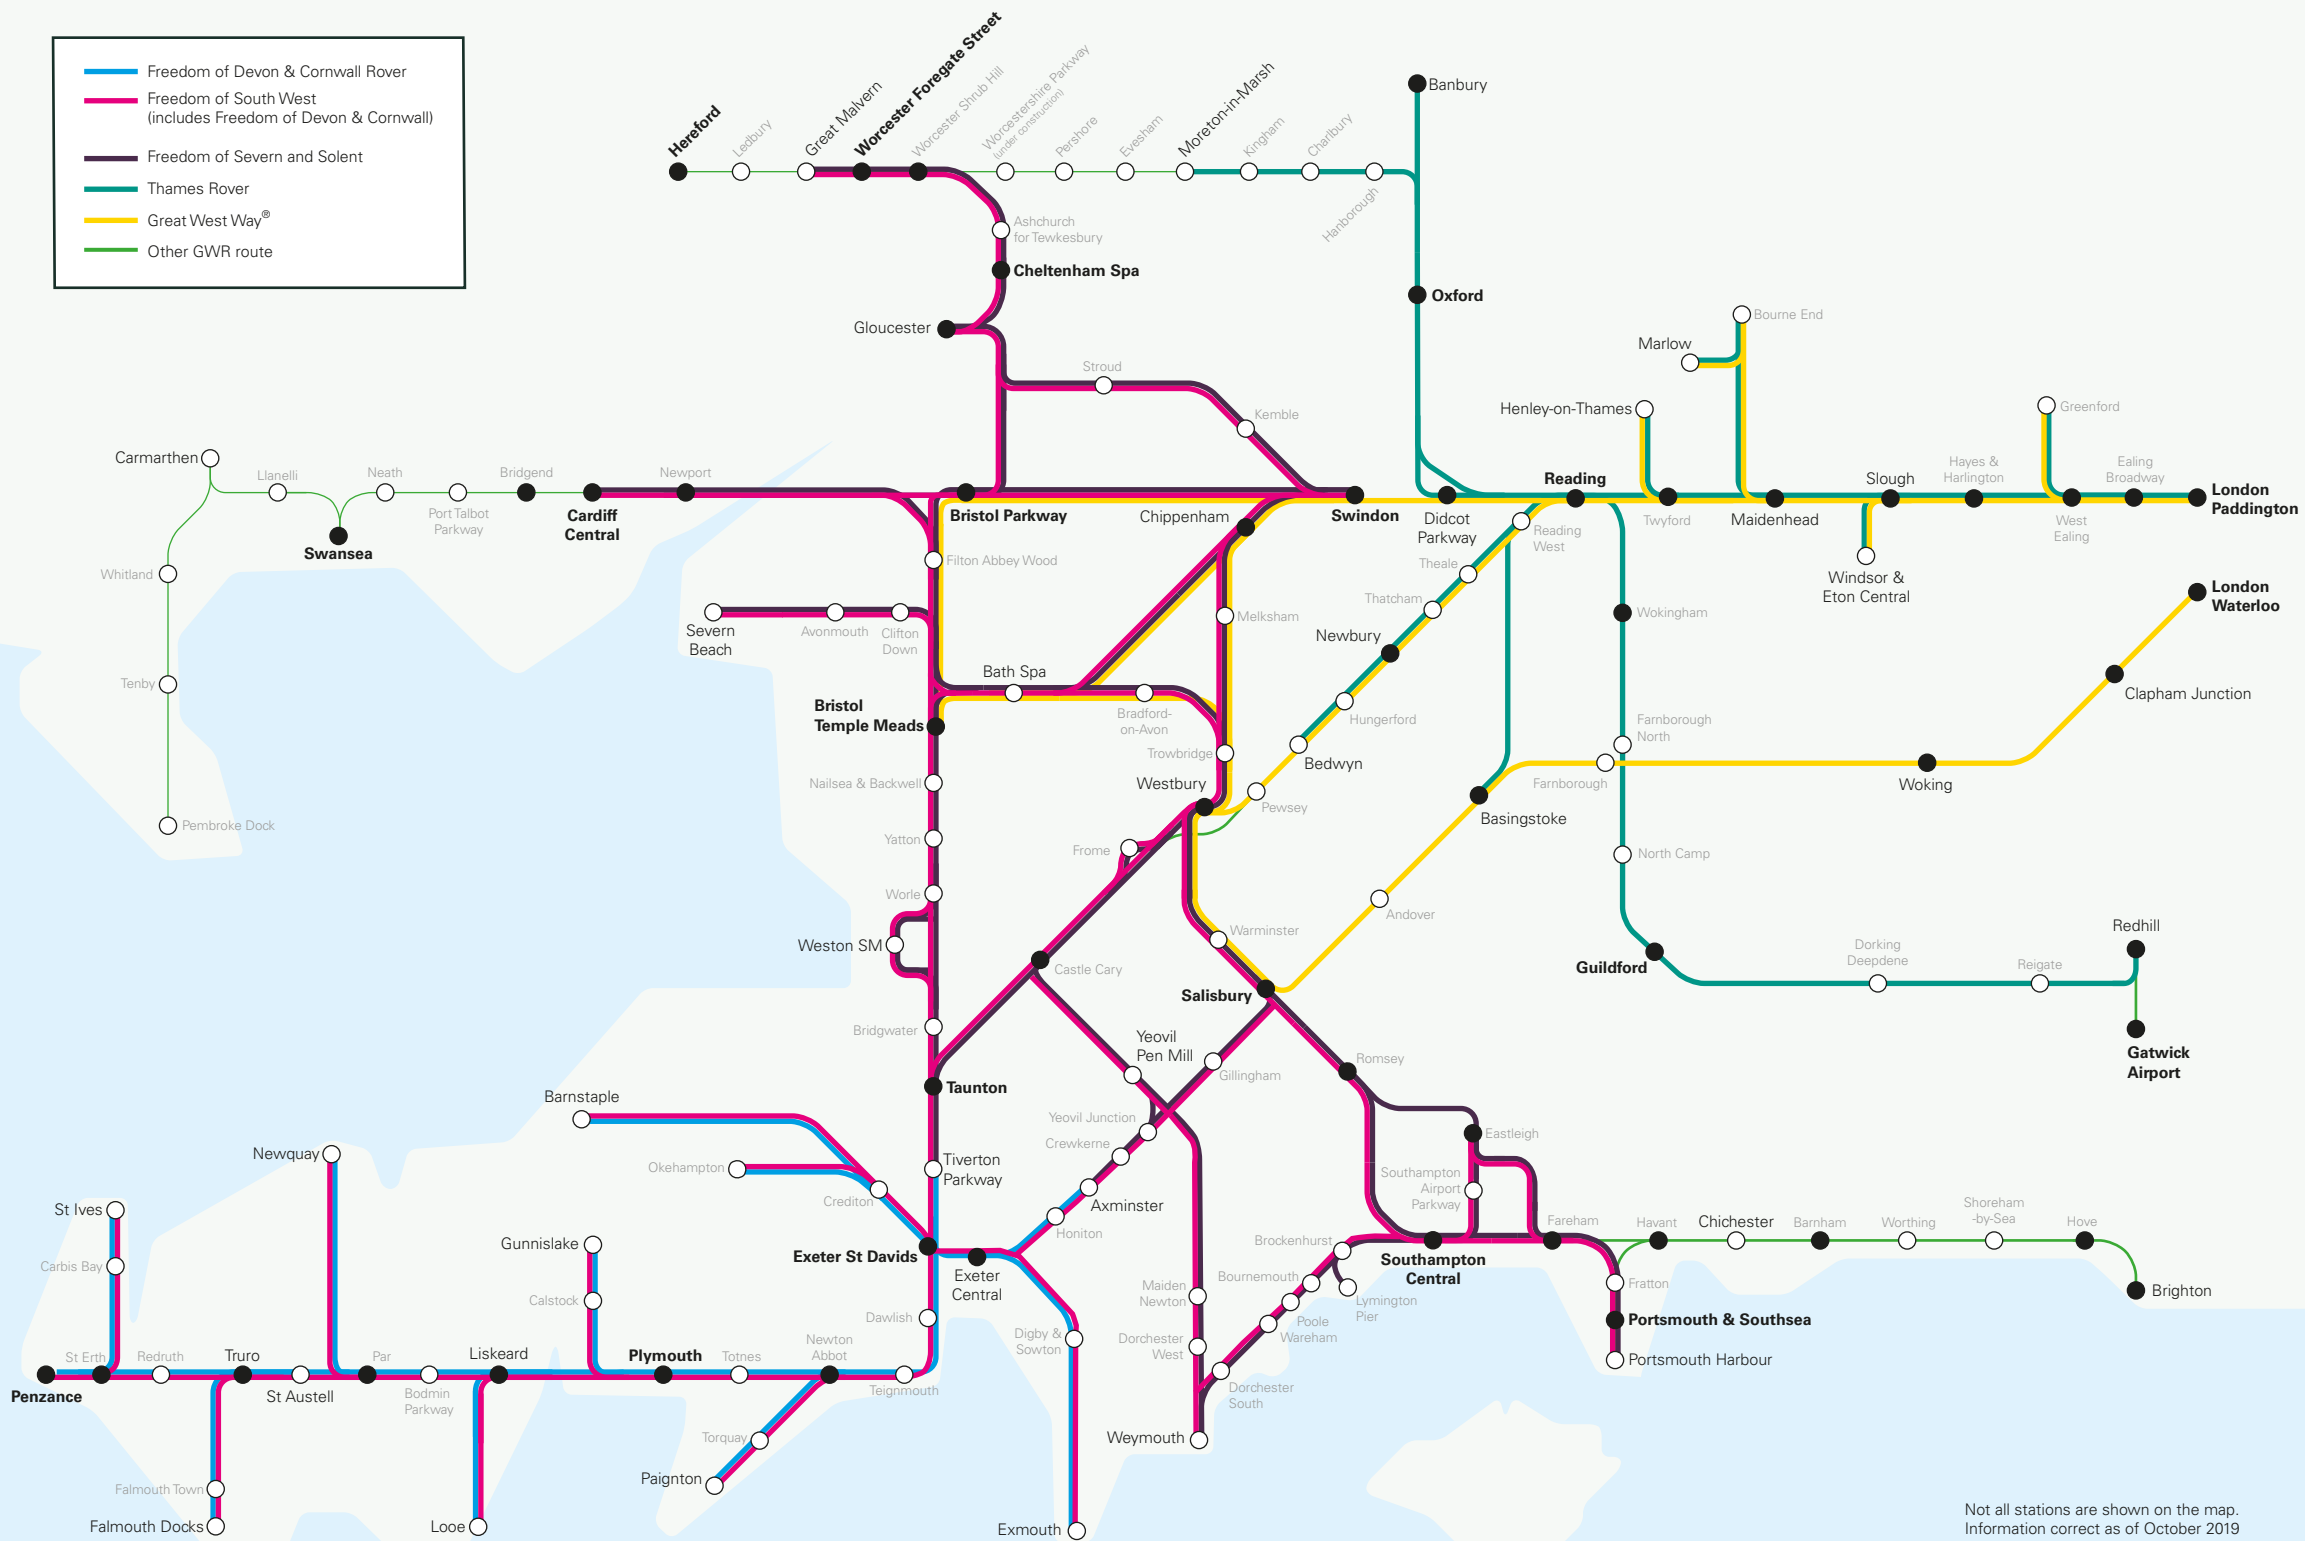 Freedom of Devon & Cornwall Rover
Freedom of South West
(includes Freedom of Devon & Cornwall)
Freedom of Severn and Solent
Thames Rover
Great West Way®
Other GWR route
Hereford
Ledbury
Great Malvern
Worcester Foregate Street
Worcester Shrub Hill
Worcestershire Parkway
(under construction)
Pershore
Evesham
Moreton-in-Marsh
Kingham
Charlbury
Hanborough
Banbury
Ashchurch
for Tewkesbury
Cheltenham Spa
Oxford
Gloucester
Bourne End
Marlow
Stroud
Kemble
Henley-on-Thames
Greenford
Carmarthen
Llanelli
Neath
Port Talbot
Parkway
Bridgend
Swansea
Cardiff
Central
Newport
Bristol Parkway
Chippenham
Swindon
Didcot
Parkway
Reading
Reading
West
Twyford
Maidenhead
Slough
Hayes &
Harlington
West
Ealing
Ealing
Broadway
London
Paddington
Whitland
Tenby
Pembroke Dock
Filton Abbey Wood
Severn
Beach
Avonmouth
Clifton
Down
Melksham
Theale
Thatcham
Newbury
Hungerford
Bedwyn
Pewsey
Wokingham
Windsor &
Eton Central
London
Waterloo
Clapham Junction
Bath Spa
Bradford-
on-Avon
Bristol
Temple Meads
Trowbridge
Westbury
Farnborough
North
Farnborough
Woking
Basingstoke
Nailsea & Backwell
Yatton
Worle
Weston SM
Frome
North Camp
Andover
Warminster
Castle Cary
Salisbury
Guildford
Dorking
Deepdene
Reigate
Redhill
Gatwick
Airport
Bridgwater
Taunton
Yeovil
Pen Mill
Gillingham
Romsey
Yeovil Junction
Crewkerne
Axminster
Honiton
Barnstaple
Okehampton
Crediton
Tiverton
Parkway
Eastleigh
Southampton
Airport
Parkway
Newquay
St Ives
Carbis Bay
Gunnislake
Calstock
Exeter St Davids
Exeter
Central
Brockenhurst
Bournemouth
Poole
Wareham
Lymington
Pier
Southampton
Central
Fareham
Havant
Chichester
Barnham
Worthing
Shoreham
-by-Sea
Hove
Brighton
Fratton
Portsmouth & Southsea
Portsmouth Harbour
Maiden
Newton
Dorchester
West
Dorchester
South
Weymouth
Digby &
Sowton
Exmouth
Dawlish
Teignmouth
Newton
Abbot
Totnes
Plymouth
Torquay
Paignton
Liskeard
Looe
Bodmin
Parkway
Par
St Austell
Truro
Redruth
St Erth
Penzance
Falmouth Town
Falmouth Docks
Not all stations are shown on the map.
Information correct as of October 2019